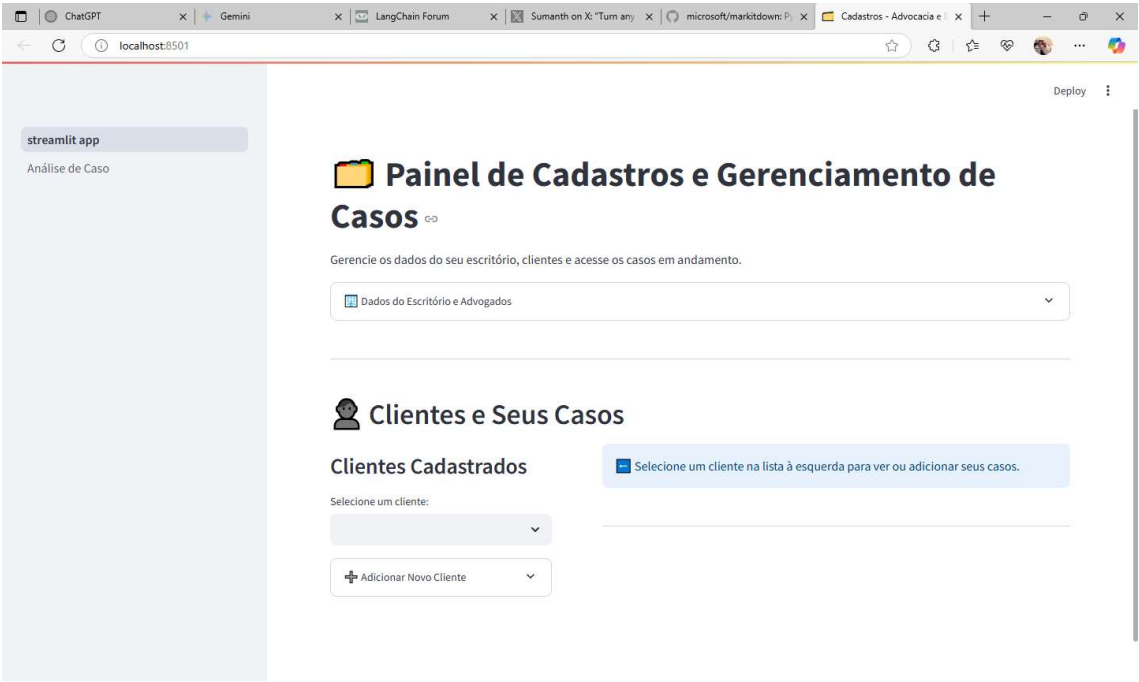 ChatGPT
Gemini
LangChain Forum
Sumanth on X: "Turn any
microsoft/markitdown: Py
Cadastros - Advocacia e I
localhost:8501
Deploy
streamlit app
Análise de Caso
Painel de Cadastros e Gerenciamento de
Casos
Gerencie os dados do seu escritório, clientes e acesse os casos em andamento.
Dados do Escritório e Advogados
Clientes e Seus Casos
Clientes Cadastrados
Selecione um cliente na lista à esquerda para ver ou adicionar seus casos.
Selecione um cliente:
Adicionar Novo Cliente